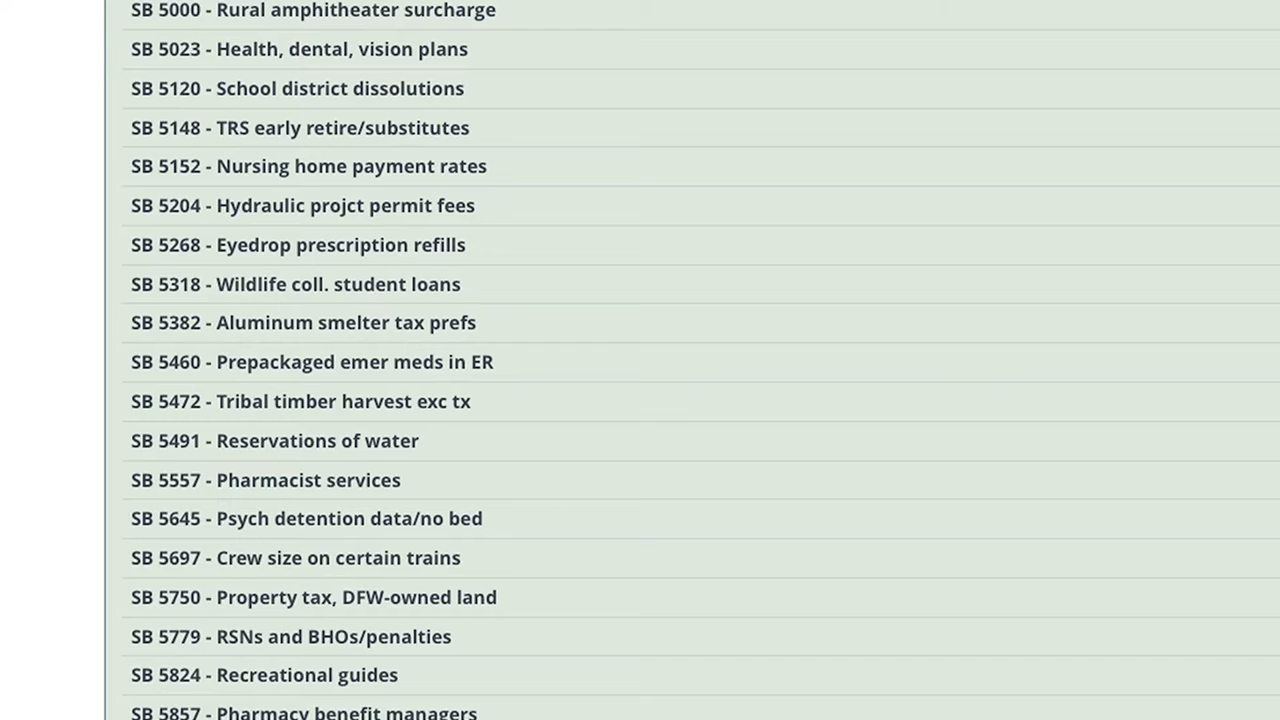 SB 5000 - Rural amphitheater surcharge
SB 5023 - Health, dental, vision plans
SB 5120 - School district dissolutions
SB 5148 - TRS early retire/substitutes
SB 5152 - Nursing home payment rates
SB 5204 - Hydraulic projct permit fees
SB 5268 - Eyedrop prescription refills
SB 5318 - Wildlife coll. student loans
SB 5382 - Aluminum smelter tax prefs
SB 5460 - Prepackaged emer meds in ER
SB 5472 - Tribal timber harvest exc tx
SB 5491 - Reservations of water
SB 5557 - Pharmacist services
SB 5645 - Psych detention data/no bed
SB 5697 - Crew size on certain trains
SB 5750 - Property tax, DFW-owned land
SB 5779 - RSNs and BHOs/penalties
SB 5824 - Recreational guides
SB 5857 - Pharmacy benefit managers